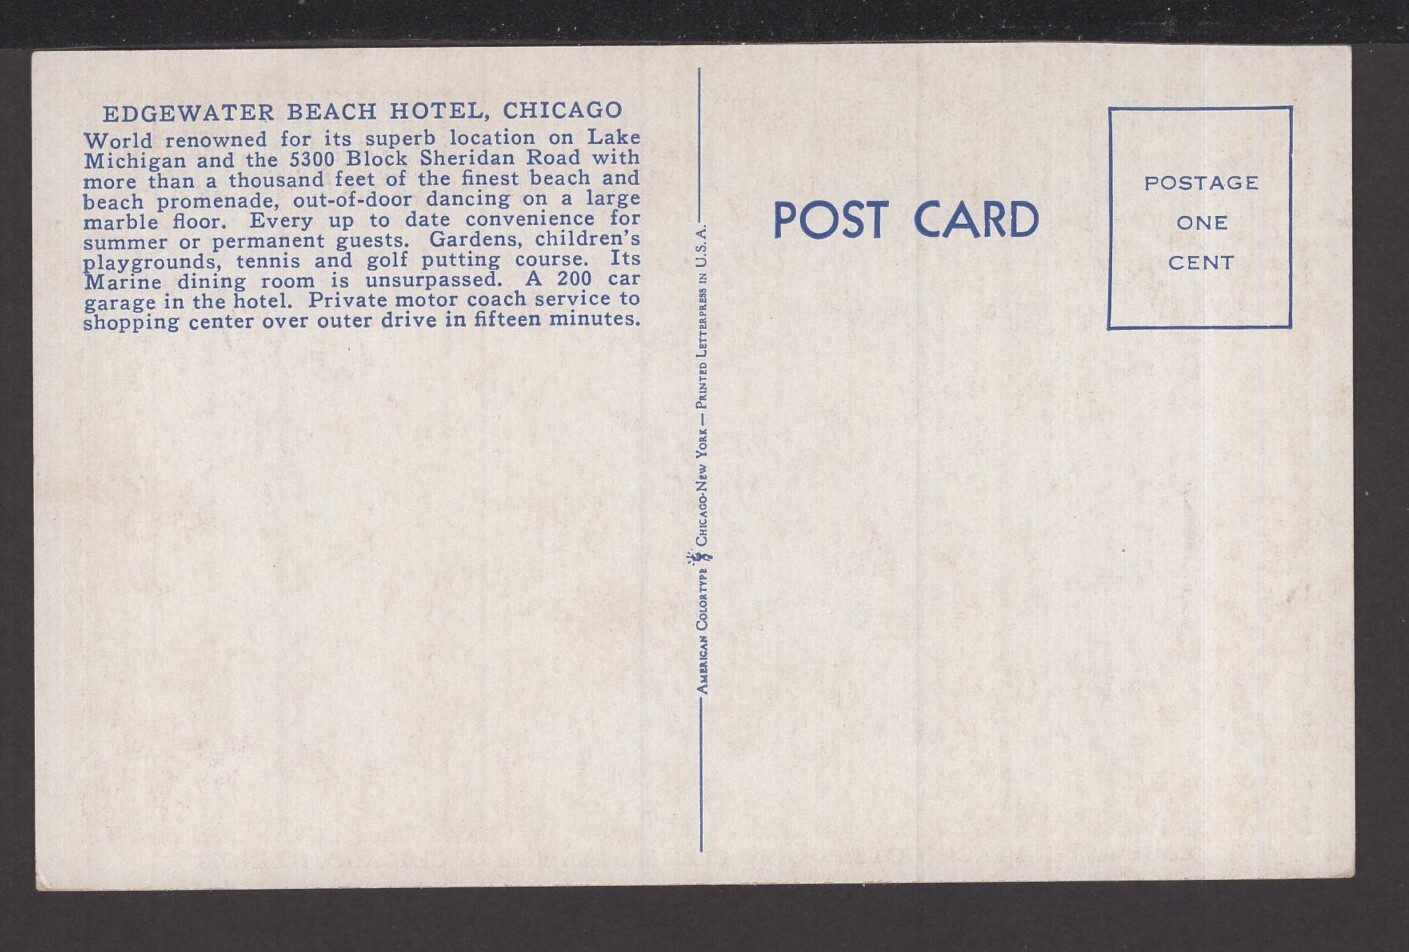 EDGEWATER BEACH HOTEL, CHICAGO
World renowned for its superb location on Lake
Michigan and the 5300 Block Sheridan Road with
more than a thousand feet of the finest beach and
beach promenade, out-of-door dancing on a large
marble floor. Every up to date convenience for
summer or permanent guests. Gardens, children's
playgrounds, tennis and golf putting course. Its
Marine dining room is unsurpassed. A 200 car
garage in the hotel. Private motor coach service to
shopping center over outer drive in fifteen minutes.
AMERICAN COLORTYPE CHICAGO-NEW YORK — PRINTED LETTERPRESS IN U.S.A.
POST CARD
POSTAGE
ONE
CENT